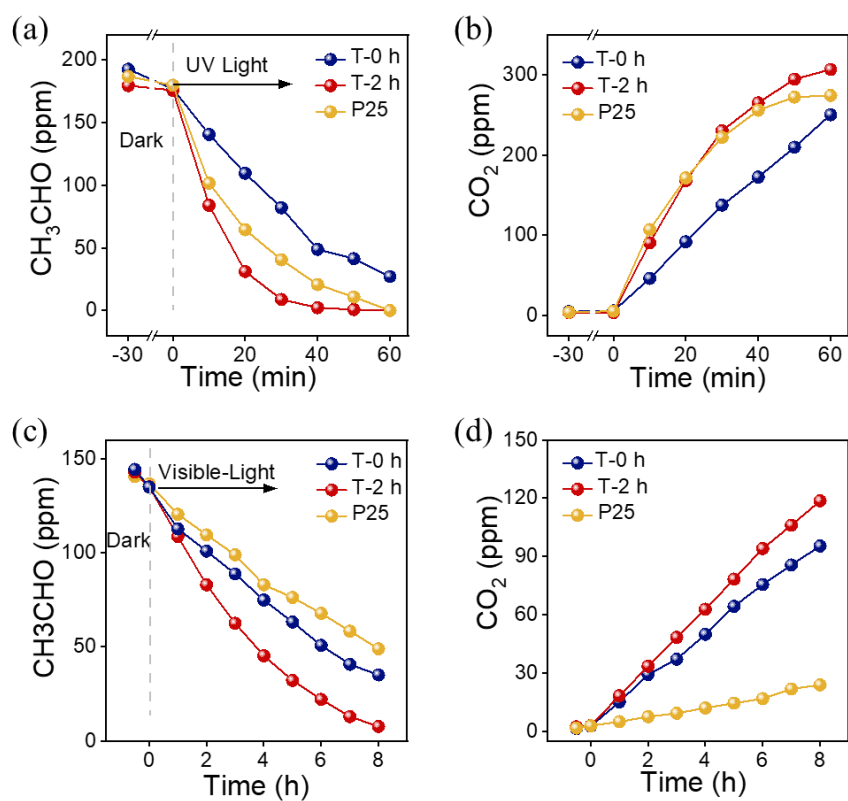 (a)
CH₃CHO (ppm)
200
150
100
50
0
Dark
UV Light
T-0 h
T-2 h
P25
-30 0 20 40 60
Time (min)
(b)
CO₂ (ppm)
300
200
100
0
T-0 h
T-2 h
P25
-30 0 20 40 60
Time (min)
(c)
CH3CHO (ppm)
150
100
50
0
Dark
Visible-Light
T-0 h
T-2 h
P25
0 2 4 6 8
Time (h)
(d)
CO₂ (ppm)
150
120
90
60
30
0
T-0 h
T-2 h
P25
0 2 4 6 8
Time (h)